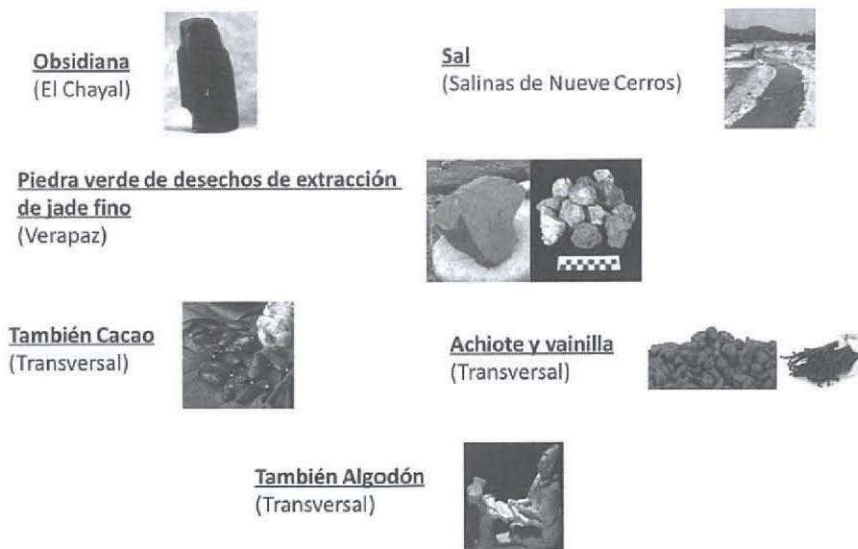 Obsidiana
(El Chayal)
Sal
(Salinas de Nueve Cerros)
Piedra verde de desechos de extracción
de jade fino
(Verapaz)
También Cacao
(Transversal)
Achiote y vainilla
(Transversal)
También Algodón
(Transversal)